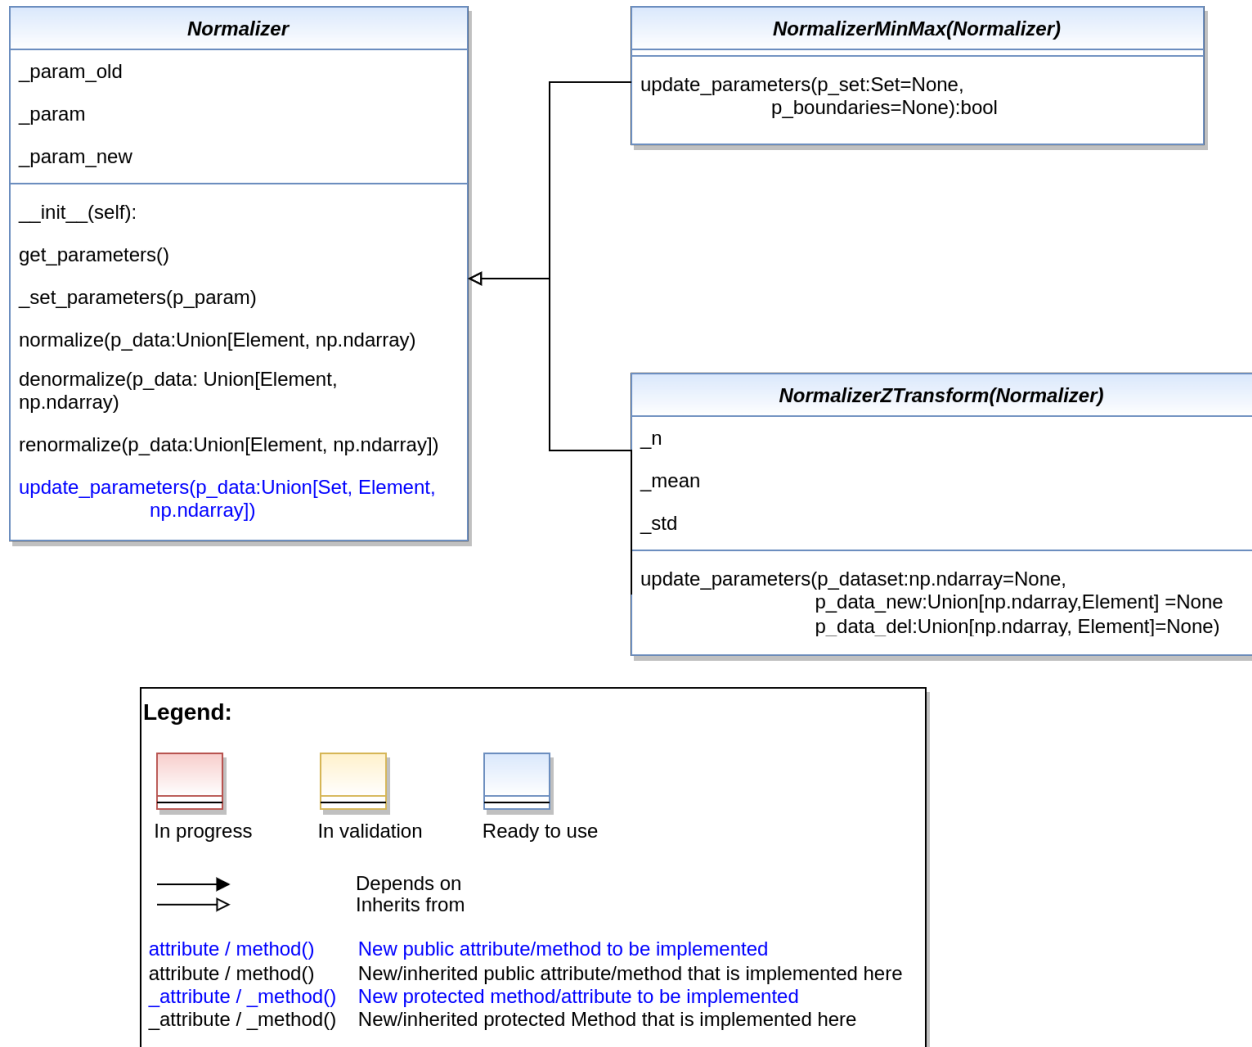 Normalizer
_param_old
_param
_param_new
__init__(self):
get_parameters()
_set_parameters(p_param)
normalize(p_data:Union[Element, np.ndarray)
denormalize(p_data: Union[Element,
np.ndarray)
renormalize(p_data:Union[Element, np.ndarray])
update_parameters(p_data:Union[Set, Element,
np.ndarray])
NormalizerMinMax(Normalizer)
update_parameters(p_set:Set=None,
p_boundaries=None):bool
NormalizerZTransform(Normalizer)
_n
_mean
_std
update_parameters(p_dataset:np.ndarray=None,
p_data_new:Union[np.ndarray,Element] =None
p_data_del:Union[np.ndarray, Element]=None)
Legend:
In progress
In validation
Ready to use
Depends on
Inherits from
attribute / method() New public attribute/method to be implemented
attribute / method() New/inherited public attribute/method that is implemented here
_attribute / _method() New protected method/attribute to be implemented
_attribute / _method() New/inherited protected Method that is implemented here